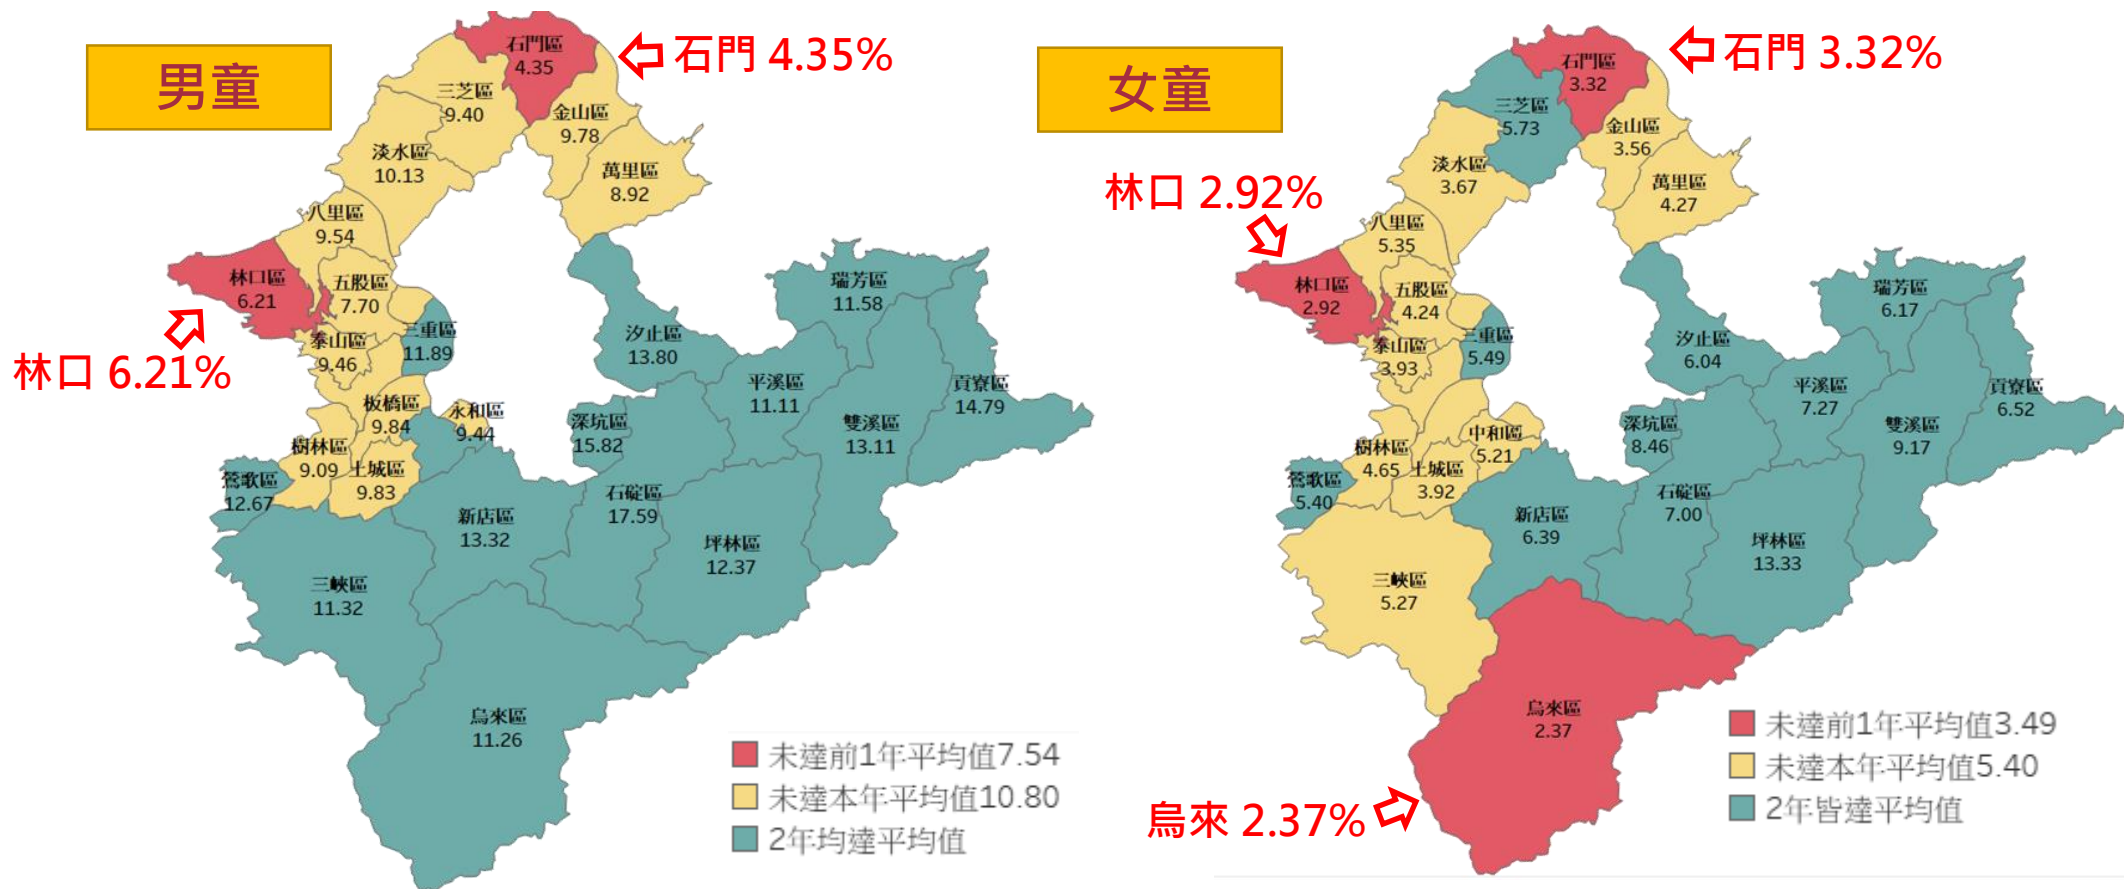 男童
石門 4.35%
石門區
4.35
三芝區
9.40
金山區
9.78
淡水區
10.13
萬里區
8.92
八里區
9.54
林口區
6.21
五股區
7.70
瑞芳區
11.58
三重區
11.89
泰山區
9.46
汐止區
13.80
林口 6.21%
平溪區
11.11
貢寮區
14.79
板橋區
9.84
永和區
9.44
深坑區
15.82
雙溪區
13.11
樹林區
9.09
土城區
9.83
鶯歌區
12.67
石碇區
17.59
新店區
13.32
坪林區
12.37
三峽區
11.32
烏來區
11.26
未達前1年平均值7.54
未達本年平均值10.80
2年均達平均值
女童
石門 3.32%
石門區
3.32
三芝區
5.73
金山區
3.56
淡水區
3.67
萬里區
4.27
林口 2.92%
八里區
5.35
林口區
2.92
五股區
4.24
瑞芳區
6.17
三重區
5.49
泰山區
3.93
汐止區
6.04
平溪區
7.27
貢寮區
6.52
深坑區
8.46
雙溪區
9.17
中和區
5.21
樹林區
4.65
土城區
3.92
鶯歌區
5.40
石碇區
7.00
新店區
6.39
坪林區
13.33
三峽區
5.27
烏來區
2.37
烏來 2.37%
未達前1年平均值3.49
未達本年平均值5.40
2年皆達平均值